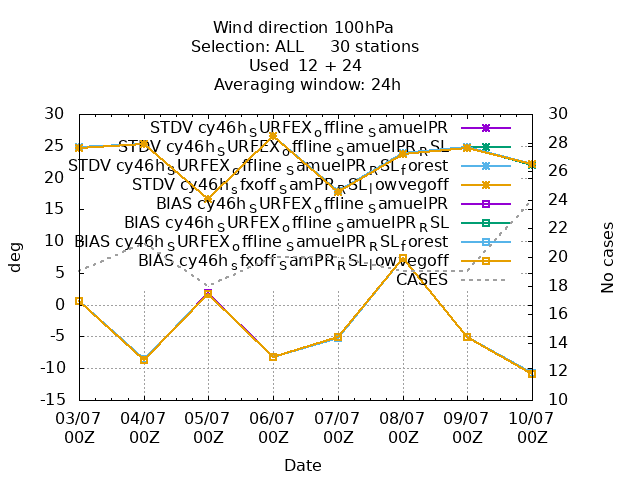 Wind direction 100hPa
Selection: ALL 30 stations
Used 12 + 24
Averaging window: 24h
30 30
STDV cy46h_SURFEX_offline_SamuelPR
25 28
STDV cy46h_SURFEX_offline_SamuelPR_RSL
STDV cy46h_SURFEX_offline_SamuelPR_RSL_forest
20 26
STDV cy46h_sfxoff_SamPR_RSL_lowvegoff
15 24
BIAS cy46h_SURFEX_offline_SamuelPR
10 22
BIAS cy46h_SURFEX_offline_SamuelPR_RSL
BIAS cy46h_SURFEX_offline_SamuelPR_RSL_forest
5 20
BIAS cy46h_sfxoff_SamPR_RSL_lowvegoff
CASES
0 18
-5 16
-10 14
12
-15 10
deg
No cases
03/07 04/07 05/07 06/07 07/07 08/07 09/07 10/07
00Z 00Z 00Z 00Z 00Z 00Z 00Z 00Z
Date